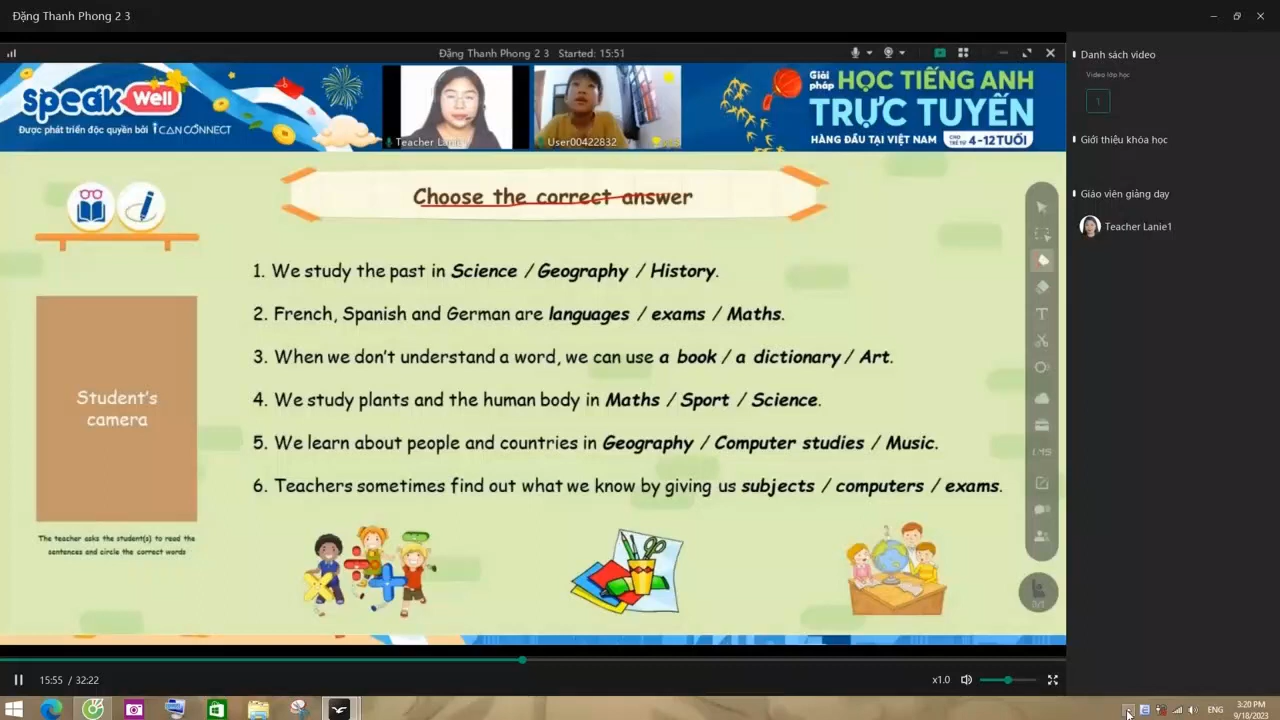 Đặng Thanh Phong 2 3
Đặng Thanh Phong 2 3 Started: 15:51
speak Well
Được phát triển độc quyền bởi iCAN CONNECT
Teacher Lanie
User00422832
Giải pháp HỌC TIẾNG ANH
TRỰC TUYẾN
HÀNG ĐẦU TẠI VIỆT NAM CHO TRẺ TỪ 4-12 TUỔI
Danh sách video
Video lớp học
1
Giới thiệu khóa học
Giáo viên giảng dạy
Teacher Lanie1
Choose the correct answer
1. We study the past in Science / Geography / History.
2. French, Spanish and German are languages / exams / Maths.
3. When we don't understand a word, we can use a book / a dictionary / Art.
4. We study plants and the human body in Maths / Sport / Science.
5. We learn about people and countries in Geography / Computer studies / Music.
6. Teachers sometimes find out what we know by giving us subjects / computers / exams.
Student's
camera
The teacher asks the student(s) to read the
sentences and circle the correct words
15:55 / 32:22
x1.0
ENG
3:20 PM
9/18/2023